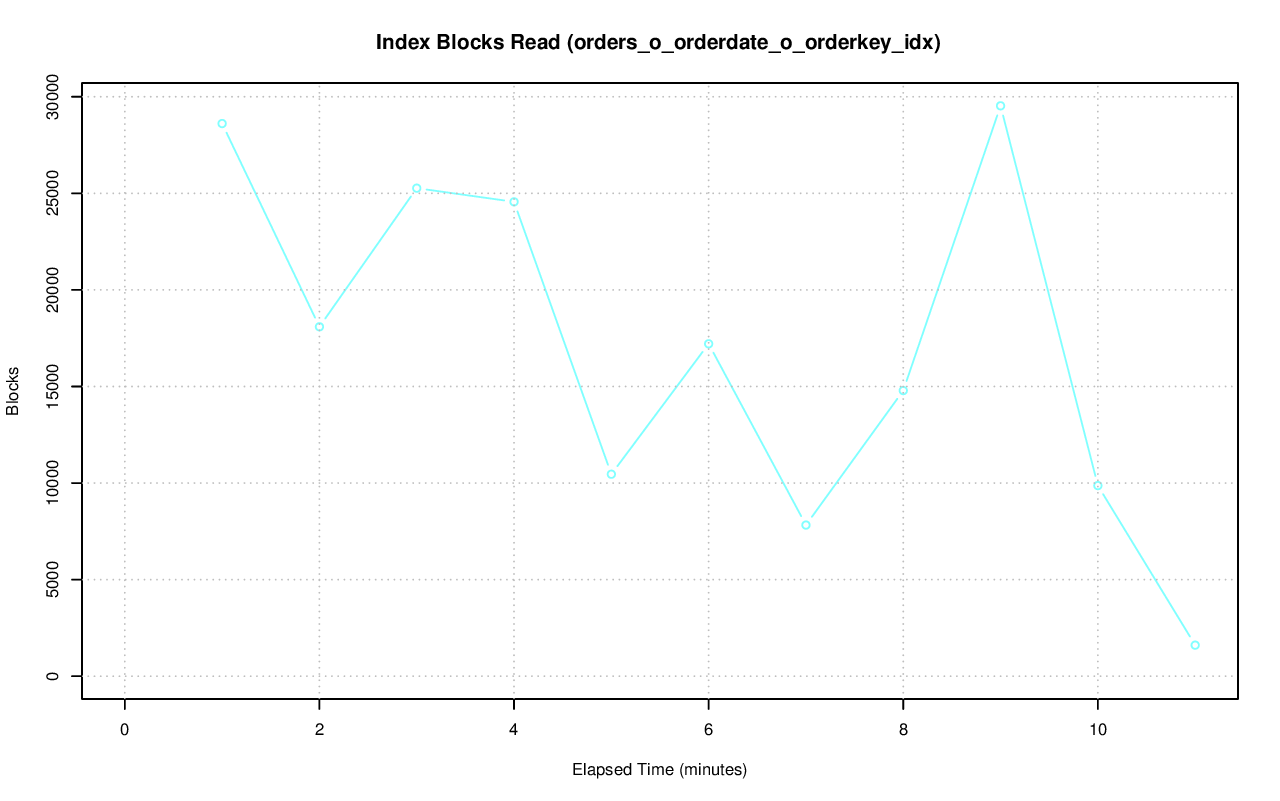 Index Blocks Read (orders_o_orderdate_o_orderkey_idx)
30000
25000
20000
15000
10000
5000
0
Blocks
0 2 4 6 8 10
Elapsed Time (minutes)